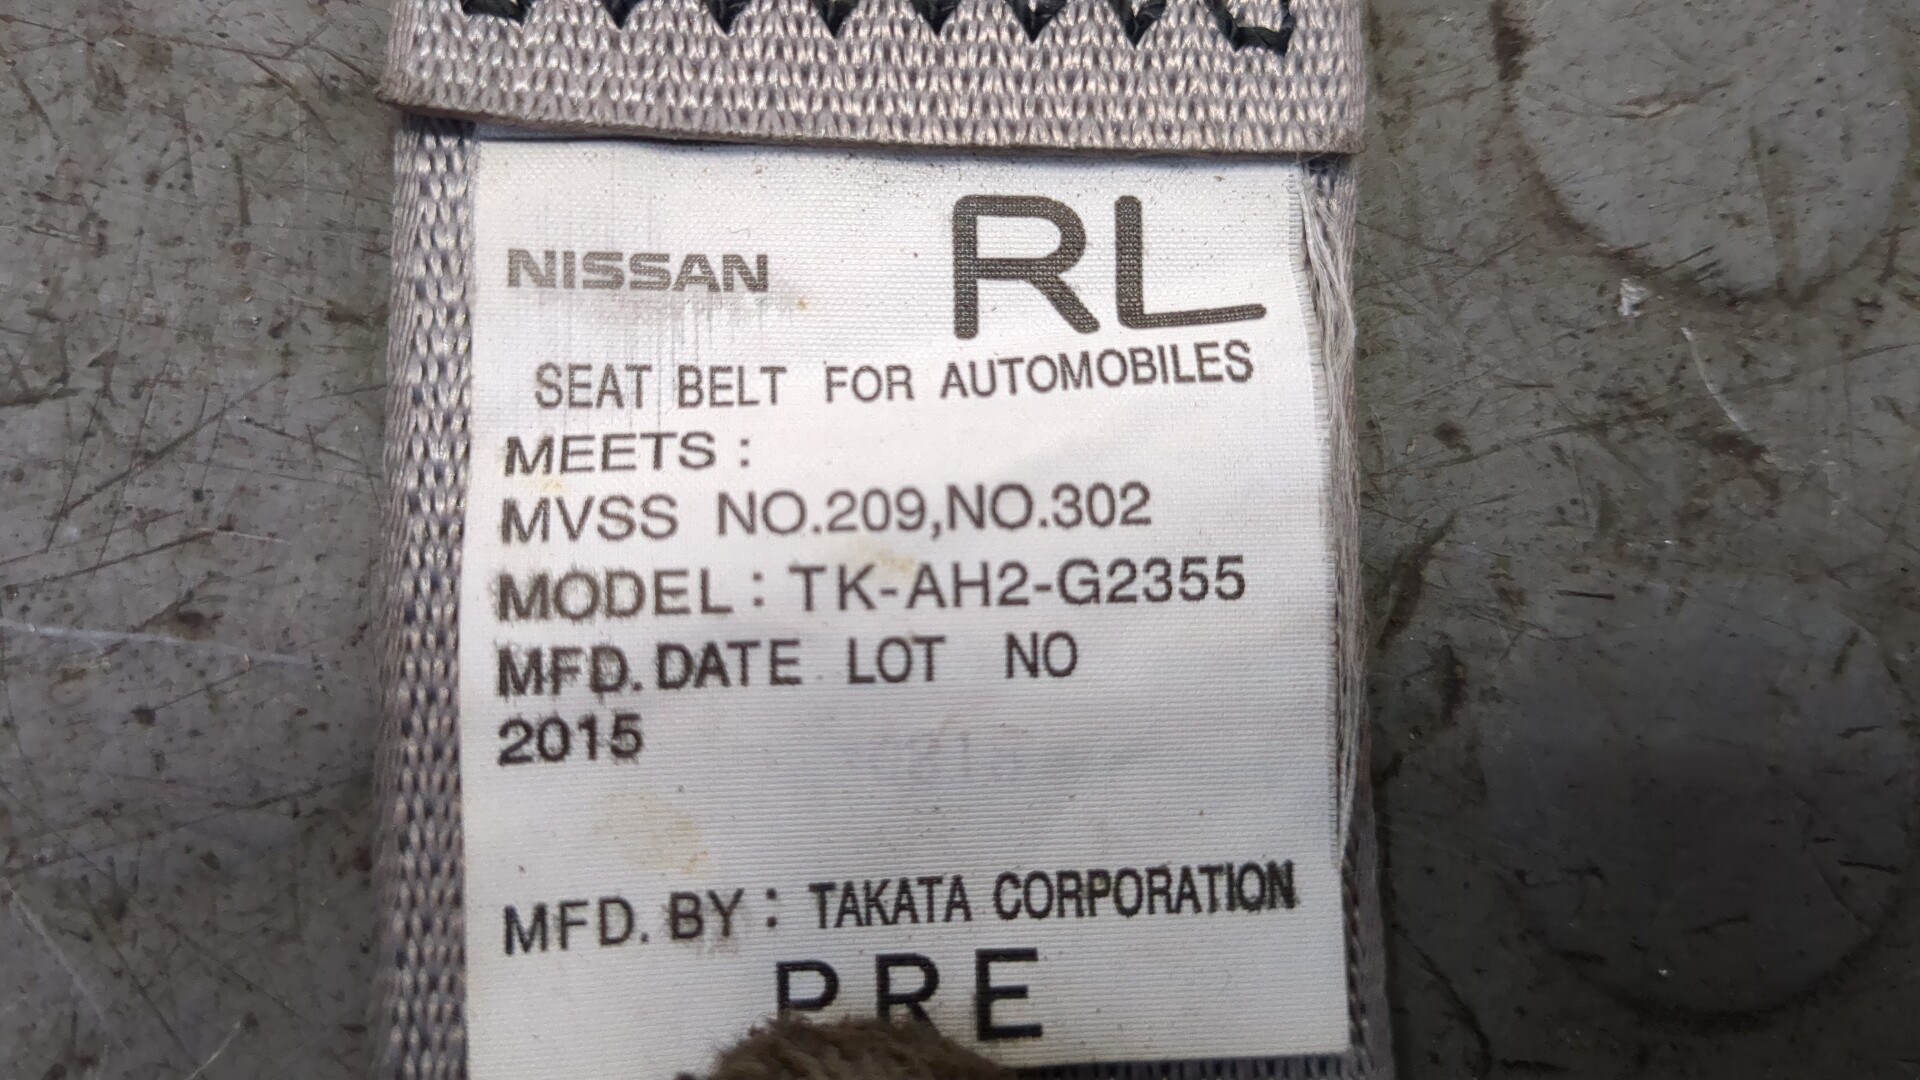 NISSAN RL
SEAT BELT FOR AUTOMOBILES
MEETS :
MVSS NO.209,NO.302
MODEL : TK-AH2-G2355
MFD. DATE LOT NO
2015
MFD. BY : TAKATA CORPORATION
PRE